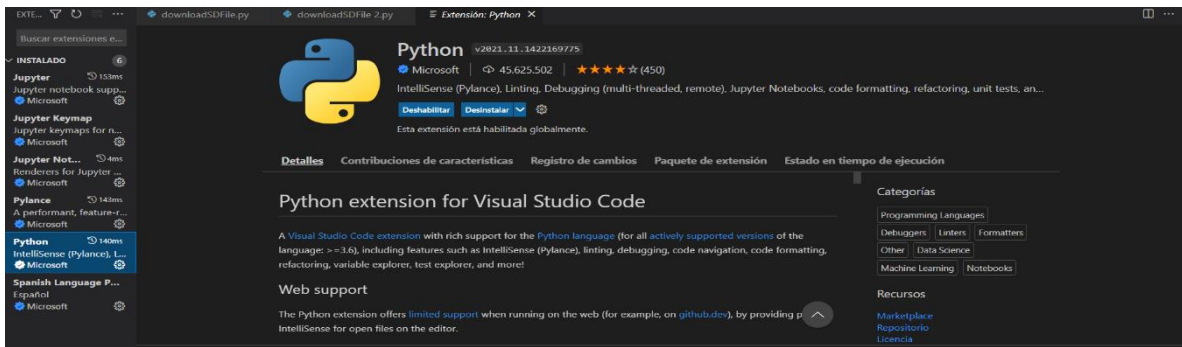 EXTE...
downloadSDFile.py
downloadSDFile 2.py
Extensión: Python
Buscar extensiones e...
INSTALADO 6
Jupyter 153ms
Jupyter notebook supp...
Microsoft
Jupyter Keymap
Jupyter keymaps for n...
Microsoft
Jupyter Not... 4ms
Renderers for Jupyter ...
Microsoft
Pylance 143ms
A performant, feature-r...
Microsoft
Python 140ms
IntelliSense (Pylance), L...
Microsoft
Spanish Language P...
Español
Microsoft
Python v2021.11.1422169775
Microsoft | 45.625.502 | (450)
IntelliSense (Pylance), Linting, Debugging (multi-threaded, remote), Jupyter Notebooks, code formatting, refactoring, unit tests, an...
Deshabilitar Desinstalar
Esta extensión está habilitada globalmente.
Detalles Contribuciones de características Registro de cambios Paquete de extensión Estado en tiempo de ejecución
Python extension for Visual Studio Code
A Visual Studio Code extension with rich support for the Python language (for all actively supported versions of the
language: >=3.6), including features such as IntelliSense (Pylance), linting, debugging, code navigation, code formatting,
refactoring, variable explorer, test explorer, and more!
Web support
The Python extension offers limited support when running on the web (for example, on github.dev), by providing p
IntelliSense for open files on the editor.
Categorías
Programming Languages
Debuggers Linters Formatters
Other Data Science
Machine Learning Notebooks
Recursos
Marketplace
Repositorio
Licencia